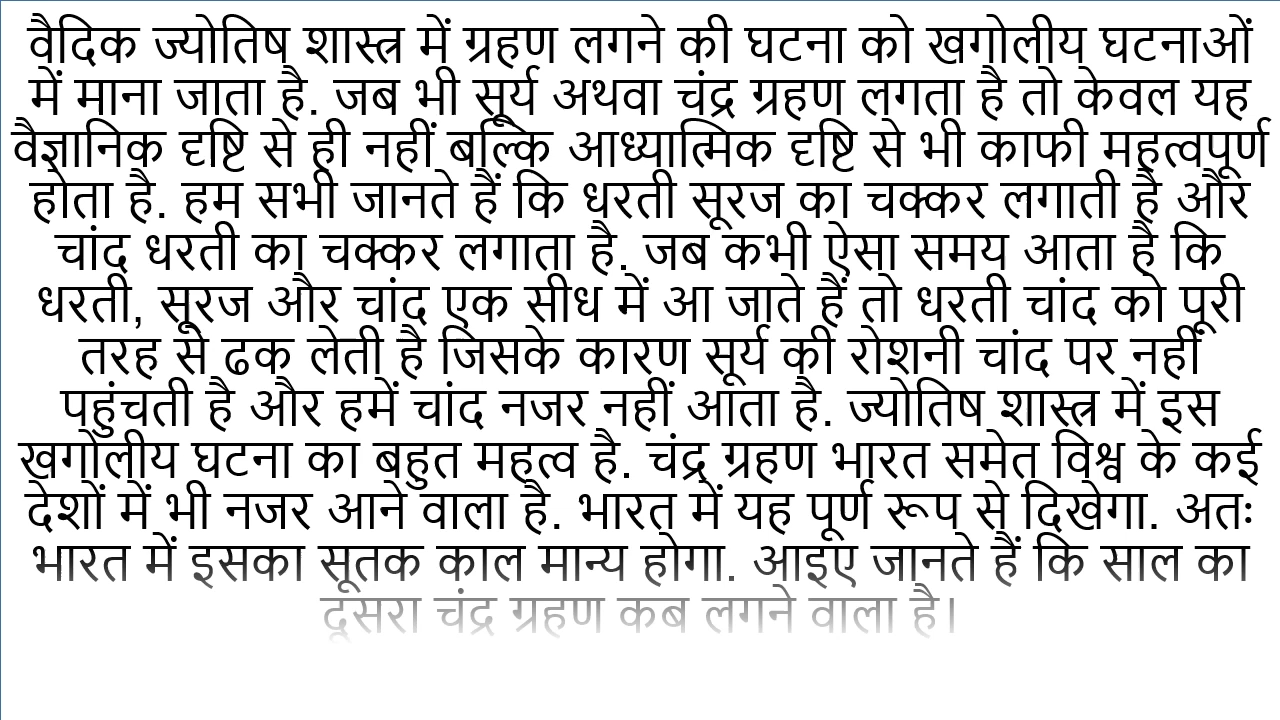 वैदिक ज्योतिष शास्त्र में ग्रहण लगने की घटना को खगोलीय घटनाओं
में माना जाता है. जब भी सूर्य अथवा चंद्र ग्रहण लगता है तो केवल यह
वैज्ञानिक दृष्टि से ही नहीं बल्कि आध्यात्मिक दृष्टि से भी काफी महत्वपूर्ण
होता है. हम सभी जानते हैं कि धरती सूरज का चक्कर लगाती है और
चांद धरती का चक्कर लगाता है. जब कभी ऐसा समय आता है कि
धरती, सूरज और चांद एक सीध में आ जाते हैं तो धरती चांद को पूरी
तरह से ढक लेती है जिसके कारण सूर्य की रोशनी चांद पर नहीं
पहुंचती है और हमें चांद नजर नहीं आता है. ज्योतिष शास्त्र में इस
खगोलीय घटना का बहुत महत्व है. चंद्र ग्रहण भारत समेत विश्व के कई
देशों में भी नजर आने वाला है. भारत में यह पूर्ण रूप से दिखेगा. अतः
भारत में इसका सूतक काल मान्य होगा. आइए जानते हैं कि साल का
दूसरा चंद्र ग्रहण कब लगने वाला है।